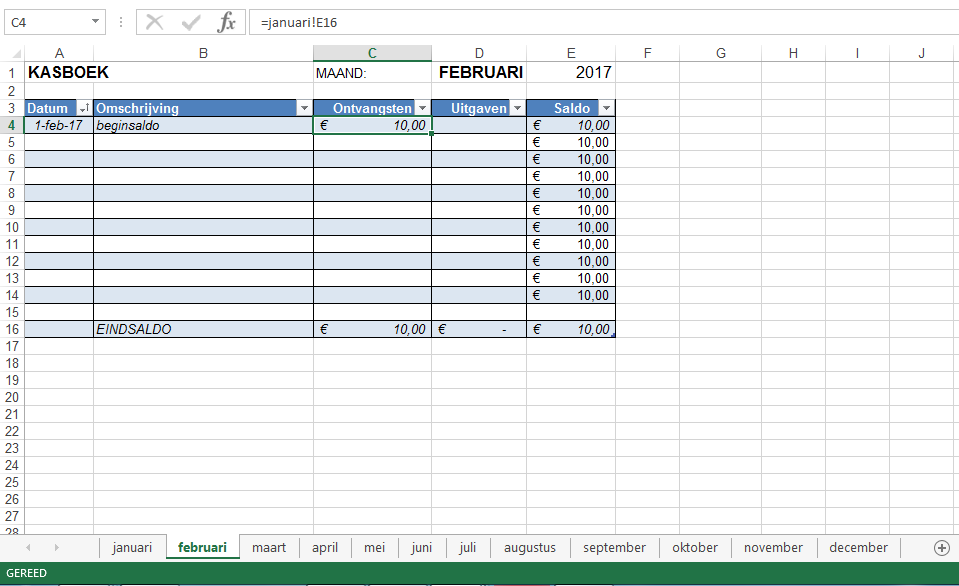 C4 fx =januari!E16
A B C D E F G H I J
1 KASBOEK MAAND: FEBRUARI 2017
2
3 Datum Omschrijving Ontvangsten Uitgaven Saldo
4 1-feb-17 beginsaldo € 10,00 € 10,00
5 € 10,00
6 € 10,00
7 € 10,00
8 € 10,00
9 € 10,00
10 € 10,00
11 € 10,00
12 € 10,00
13 € 10,00
14 € 10,00
15
16 EINDSALDO € 10,00 € - € 10,00
17
18
19
20
21
22
23
24
25
26
27
28
januari februari maart april mei juni juli augustus september oktober november december
GEREED